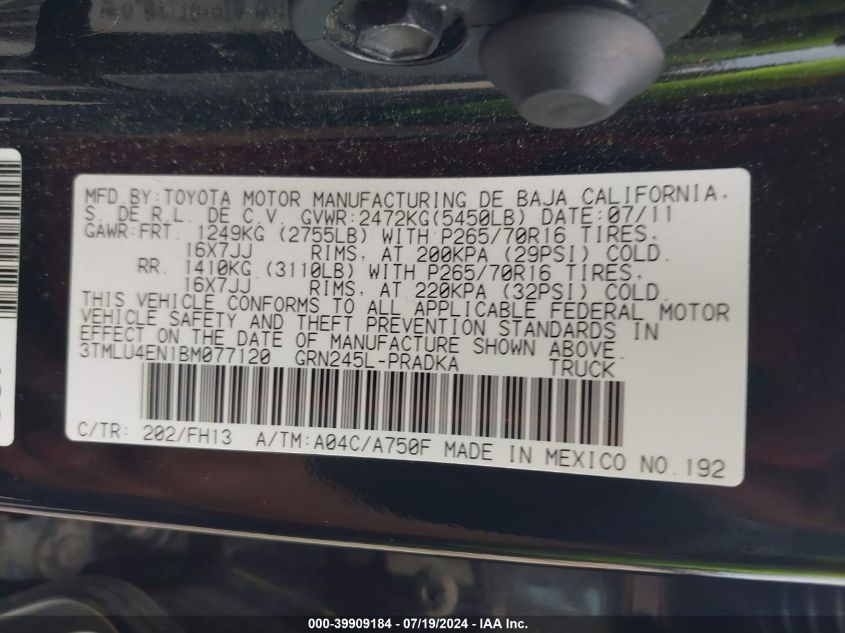 MFD.BY:TOYOTA MOTOR MANUFACTURING DE BAJA CALIFORNIA,
S. DE R.L. DE C.V. GVWR:2472KG(5450LB) DATE:07/11
GAWR:FRT. 1249KG (2755LB) WITH P265/70R16 TIRES,
16X7JJ RIMS, AT 200KPA (29PSI) COLD.
RR. 1410KG (3110LB) WITH P265/70R16 TIRES,
16X7JJ RIMS, AT 220KPA (32PSI) COLD.
THIS VEHICLE CONFORMS TO ALL APPLICABLE FEDERAL MOTOR
VEHICLE SAFETY AND THEFT PREVENTION STANDARDS IN
EFFECT ON THE DATE OF MANUFACTURE SHOWN ABOVE.
3TMLU4EN1BM077120 GRN245L-PRADKA TRUCK
C/TR: 202/FH13 A/TM:A04C/A750F MADE IN MEXICO NO.192
000-39909184 / 07/19/2024 - IAA Inc.